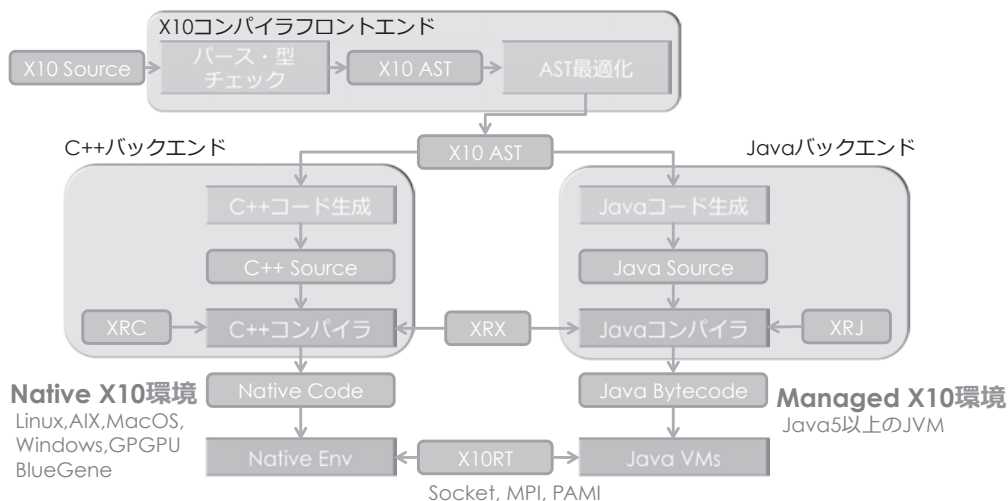 X10コンパイラフロントエンド
X10 Source
パース・型
チェック
X10 AST
AST最適化
C++バックエンド
X10 AST
Javaバックエンド
C++コード生成
Javaコード生成
C++ Source
Java Source
XRC
C++コンパイラ
XRX
Javaコンパイラ
XRJ
Native X10環境
Linux,AIX,MacOS,
Windows,GPGPU
BlueGene
Native Code
Java Bytecode
Managed X10環境
Java5以上のJVM
Native Env
X10RT
Java VMs
Socket, MPI, PAMI